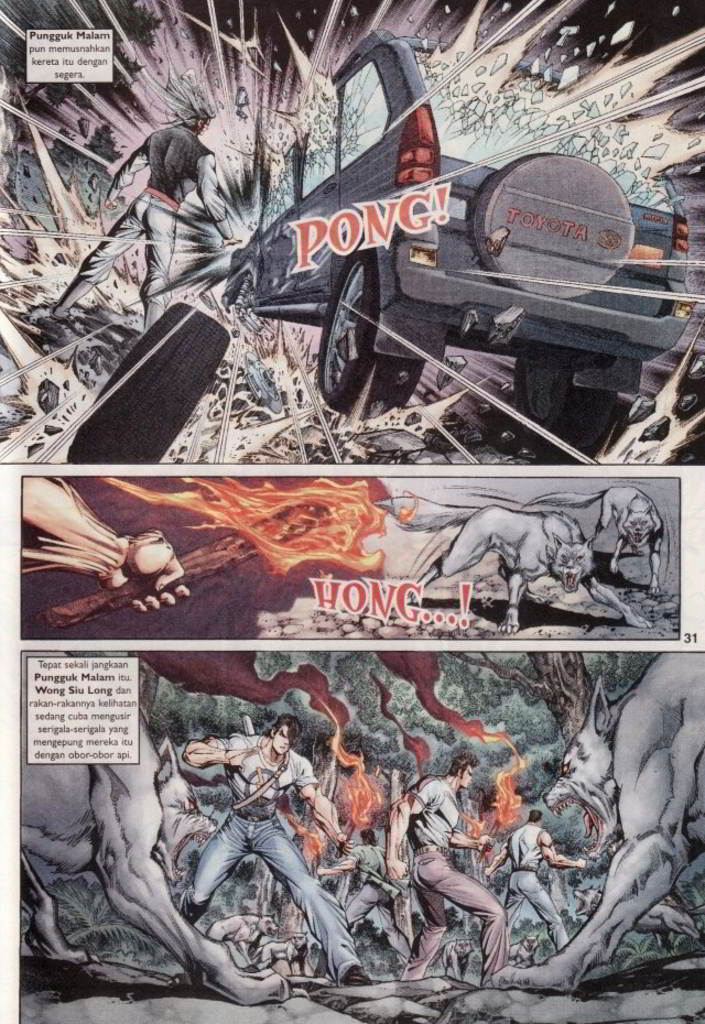 Pungguk Malam
pun memusnahkan
kereta itu dengan
segera.
PONG!
TOYOTA
HONG....!
31
Tepat sekali jangkaan
Pungguk Malam itu.
Wong Siu Long dan
rakan-rakannya kelihatan
sedang cuba mengusir
serigala-serigala yang
mengepung mereka itu
dengan obor-obor api.